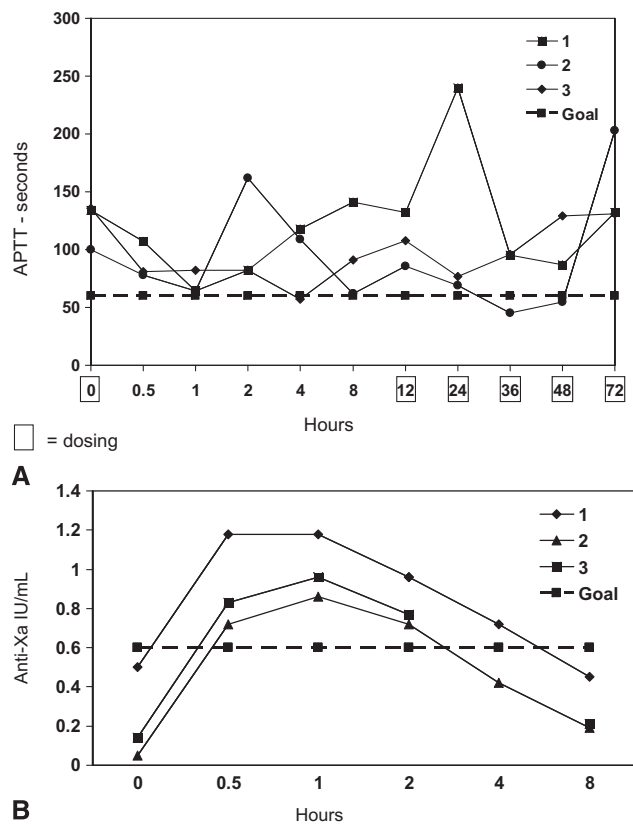 300
250
200
150
100
50
0
APTT - seconds
1
2
3
Goal
0 0.5 1 2 4 8 12 24 36 48 72
Hours
= dosing
A
1.4
1.2
1
0.8
0.6
0.4
0.2
0
Anti-Xa IU/mL
1
2
3
Goal
0 0.5 1 2 4 8
Hours
B